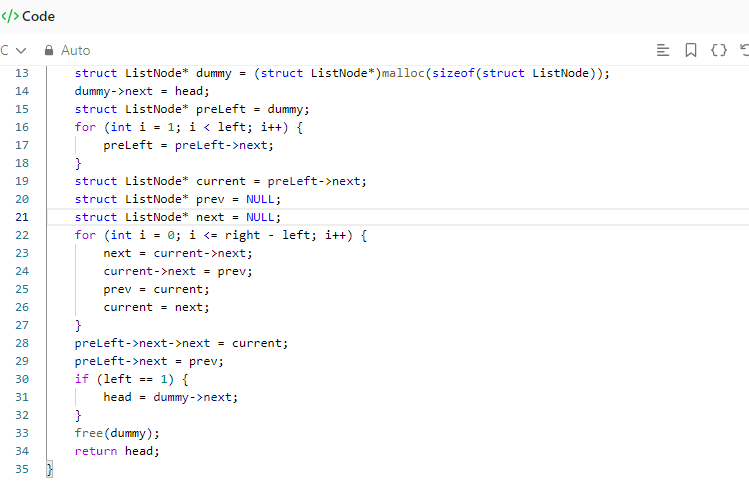 </> Code
C Auto
13 struct ListNode* dummy = (struct ListNode*)malloc(sizeof(struct ListNode));
14 dummy->next = head;
15 struct ListNode* preLeft = dummy;
16 for (int i = 1; i < left; i++) {
17 preLeft = preLeft->next;
18 }
19 struct ListNode* current = preLeft->next;
20 struct ListNode* prev = NULL;
21 struct ListNode* next = NULL;
22 for (int i = 0; i <= right - left; i++) {
23 next = current->next;
24 current->next = prev;
25 prev = current;
26 current = next;
27 }
28 preLeft->next->next = current;
29 preLeft->next = prev;
30 if (left == 1) {
31 head = dummy->next;
32 }
33 free(dummy);
34 return head;
35 }